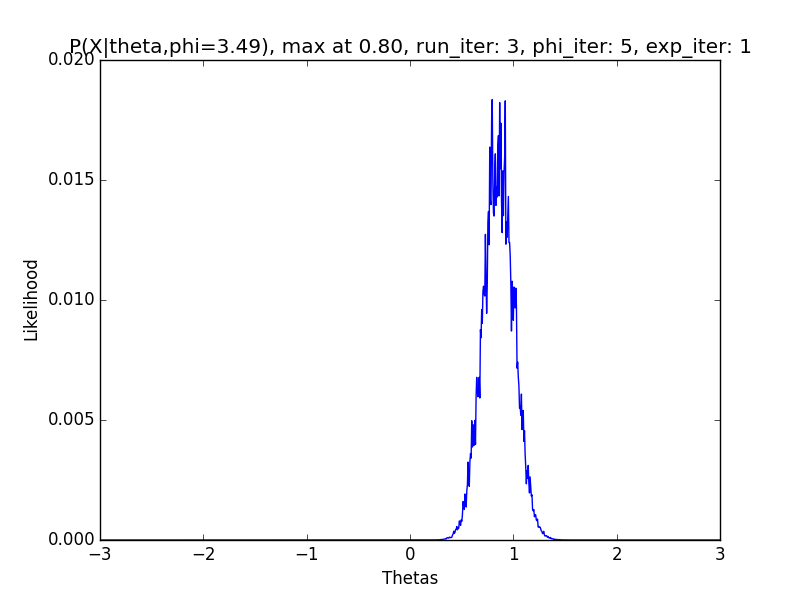 P(X|theta,phi=3.49), max at 0.80, run_iter: 3, phi_iter: 5, exp_iter: 1
0.020
0.015
0.010
0.005
0.000
Likelihood
−3 −2 −1 0 1 2 3
Thetas